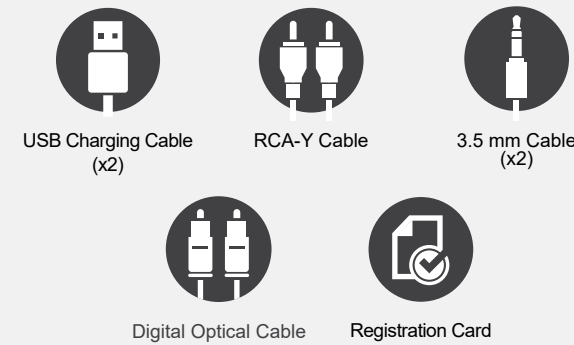 USB Charging Cable
(x2)
RCA-Y Cable
3.5 mm Cable
(x2)
Digital Optical Cable
Registration Card